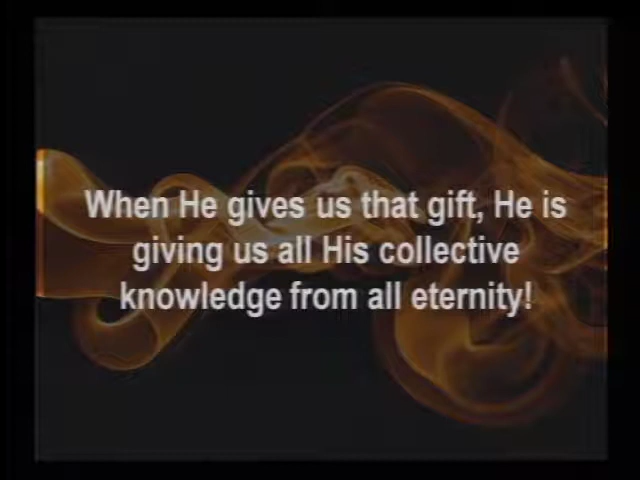 When He gives us that gift, He is
giving us all His collective
knowledge from all eternity!